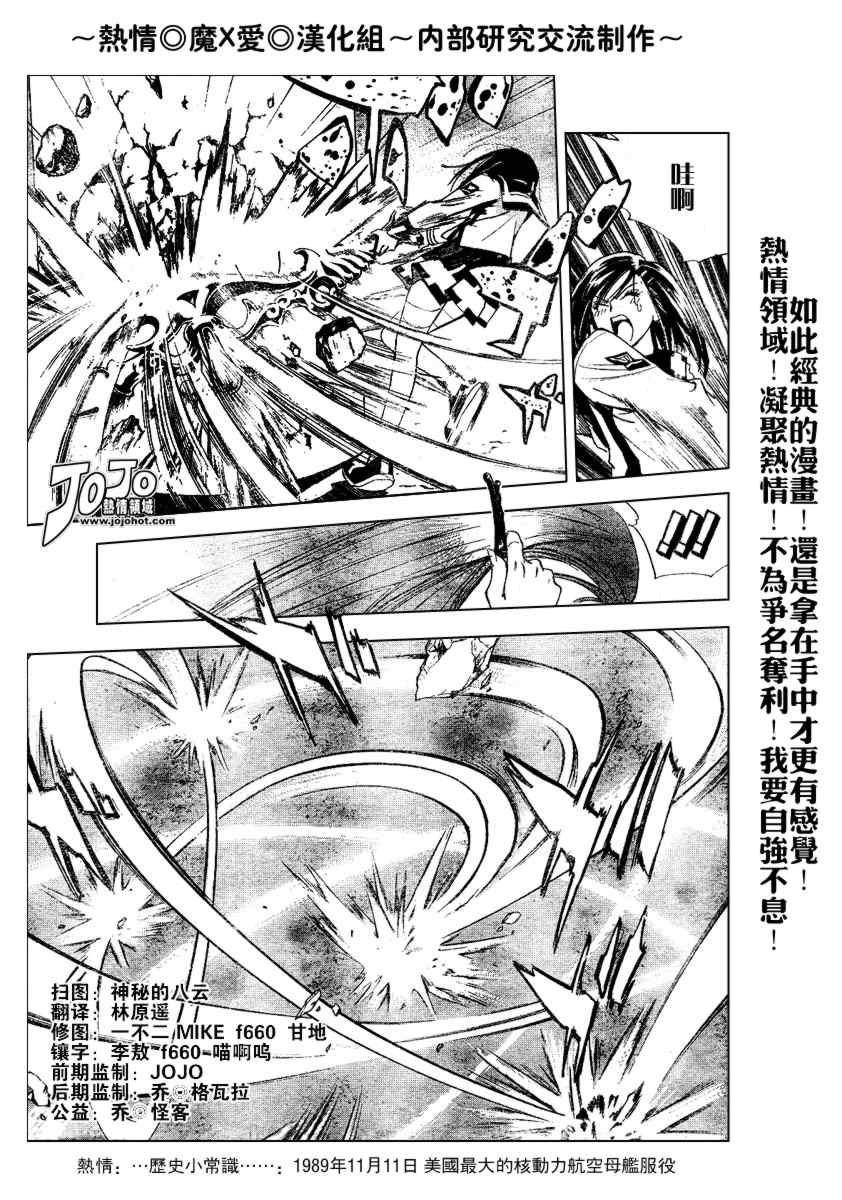 ～熱情◎魔X愛◎漢化組～内部研究交流制作～
哇啊
!!!
如此經典的漫畫！還是拿在手中才更有感覺！
熱情領域！凝聚熱情！不為爭名奪利！我要自強不息！
JOJO
熱情領域
www.jojohot.com
扫图：神秘的八云
翻译：林原遥
修图：一不二 MIKE f660 甘地
镶字：李敖 f660 喵啊呜
前期监制：JOJO
后期监制：乔◎格瓦拉
公益：乔◎怪客
熱情：…歷史小常識……：1989年11月11日 美國最大的核動力航空母艦服役